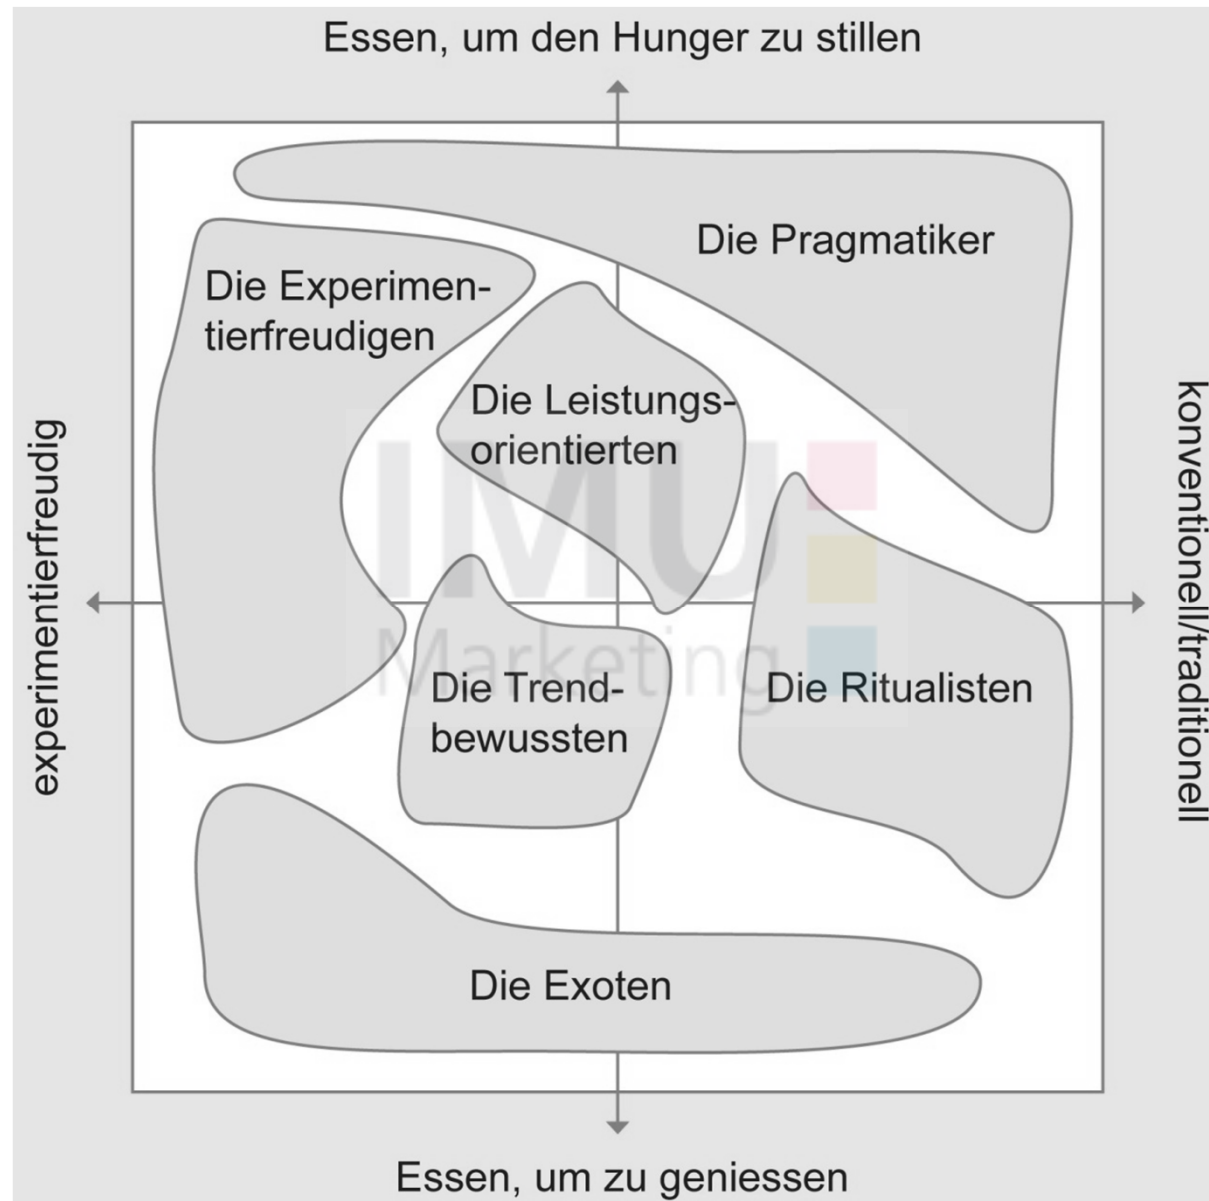 Essen, um den Hunger zu stillen
Die Pragmatiker
Die Experimen-
tierfreudigen
Die Leistungs-
orientierten
experimentierfreudig
konventionell/traditionell
IMU
Marketing
Die Trend-
bewussten
Die Ritualisten
Die Exoten
Essen, um zu geniessen